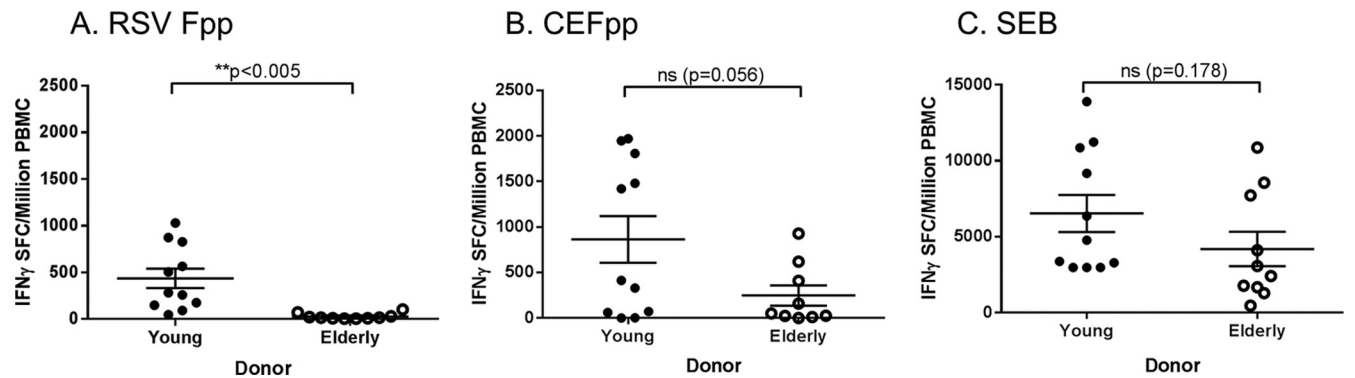 A. RSV Fpp
**p<0.005
IFNγ SFC/Million PBMC
2500
2000
1500
1000
500
0
Young
Elderly
Donor
B. CEFpp
ns (p=0.056)
IFNγ SFC/Million PBMC
2500
2000
1500
1000
500
0
Young
Elderly
Donor
C. SEB
ns (p=0.178)
IFNγ SFC/Million PBMC
15000
10000
5000
0
Young
Elderly
Donor